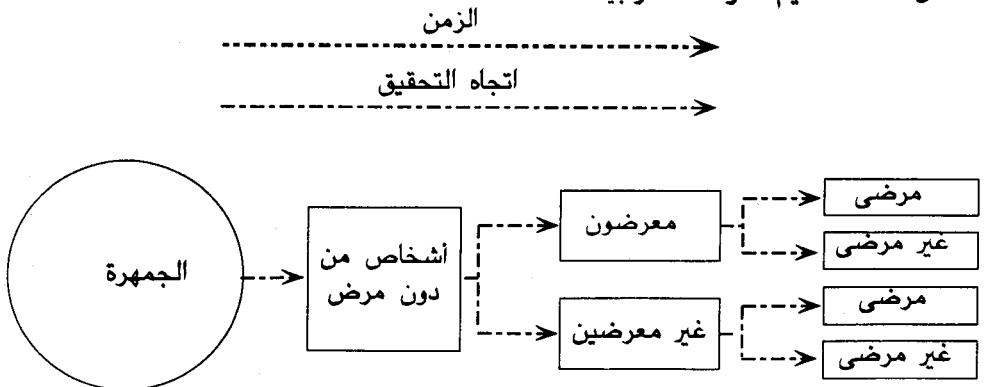 الزمن
اتجاه التحقيق
الجمهرة
أشخاص من
دون مرض
معرضون
غير معرضين
مرضى
غير مرضى
مرضى
غير مرضى